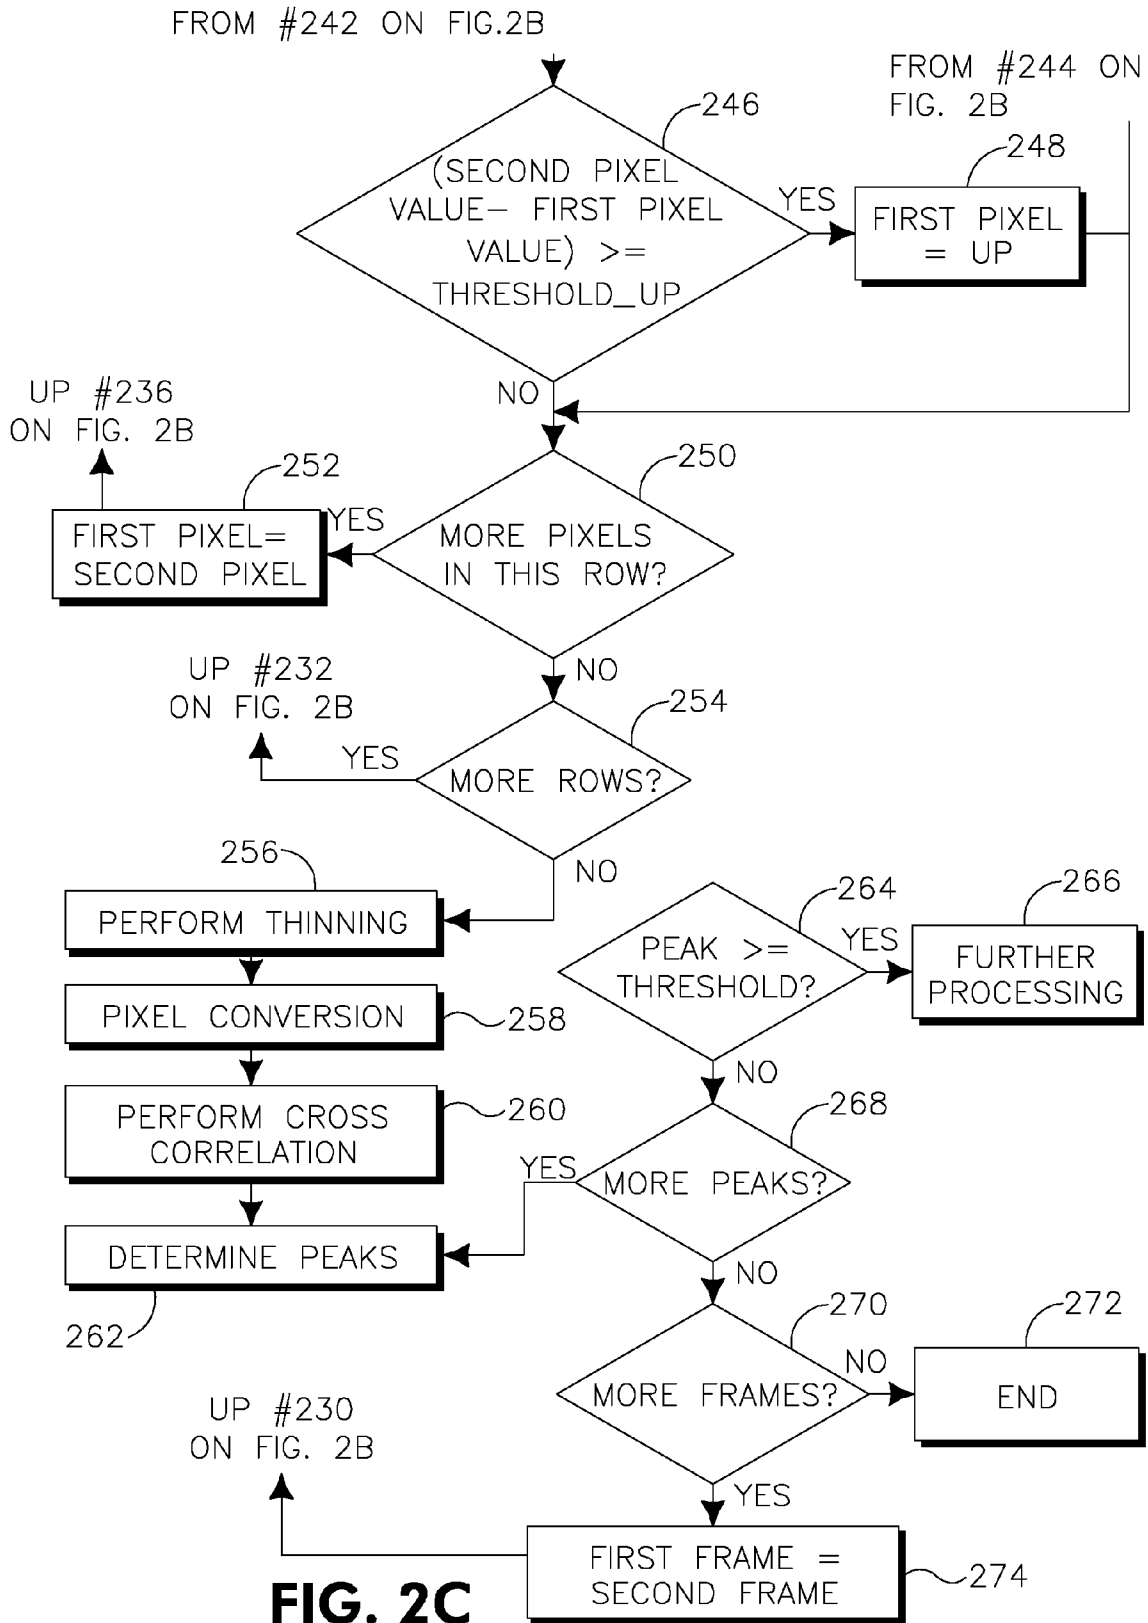 FROM #242 ON FIG.2B
FROM #244 ON
FIG. 2B
246
248
(SECOND PIXEL
VALUE– FIRST PIXEL
VALUE) >=
THRESHOLD_UP
YES
FIRST PIXEL
= UP
NO
UP #236
ON FIG. 2B
252
250
FIRST PIXEL=
SECOND PIXEL
YES
MORE PIXELS
IN THIS ROW?
NO
UP #232
ON FIG. 2B
254
YES
MORE ROWS?
NO
256
PERFORM THINNING
264
266
PEAK >=
THRESHOLD?
YES
FURTHER
PROCESSING
PIXEL CONVERSION
258
NO
PERFORM CROSS
CORRELATION
260
268
YES
MORE PEAKS?
DETERMINE PEAKS
262
NO
270
272
MORE FRAMES?
NO
END
UP #230
ON FIG. 2B
YES
FIRST FRAME =
SECOND FRAME
274
FIG. 2C